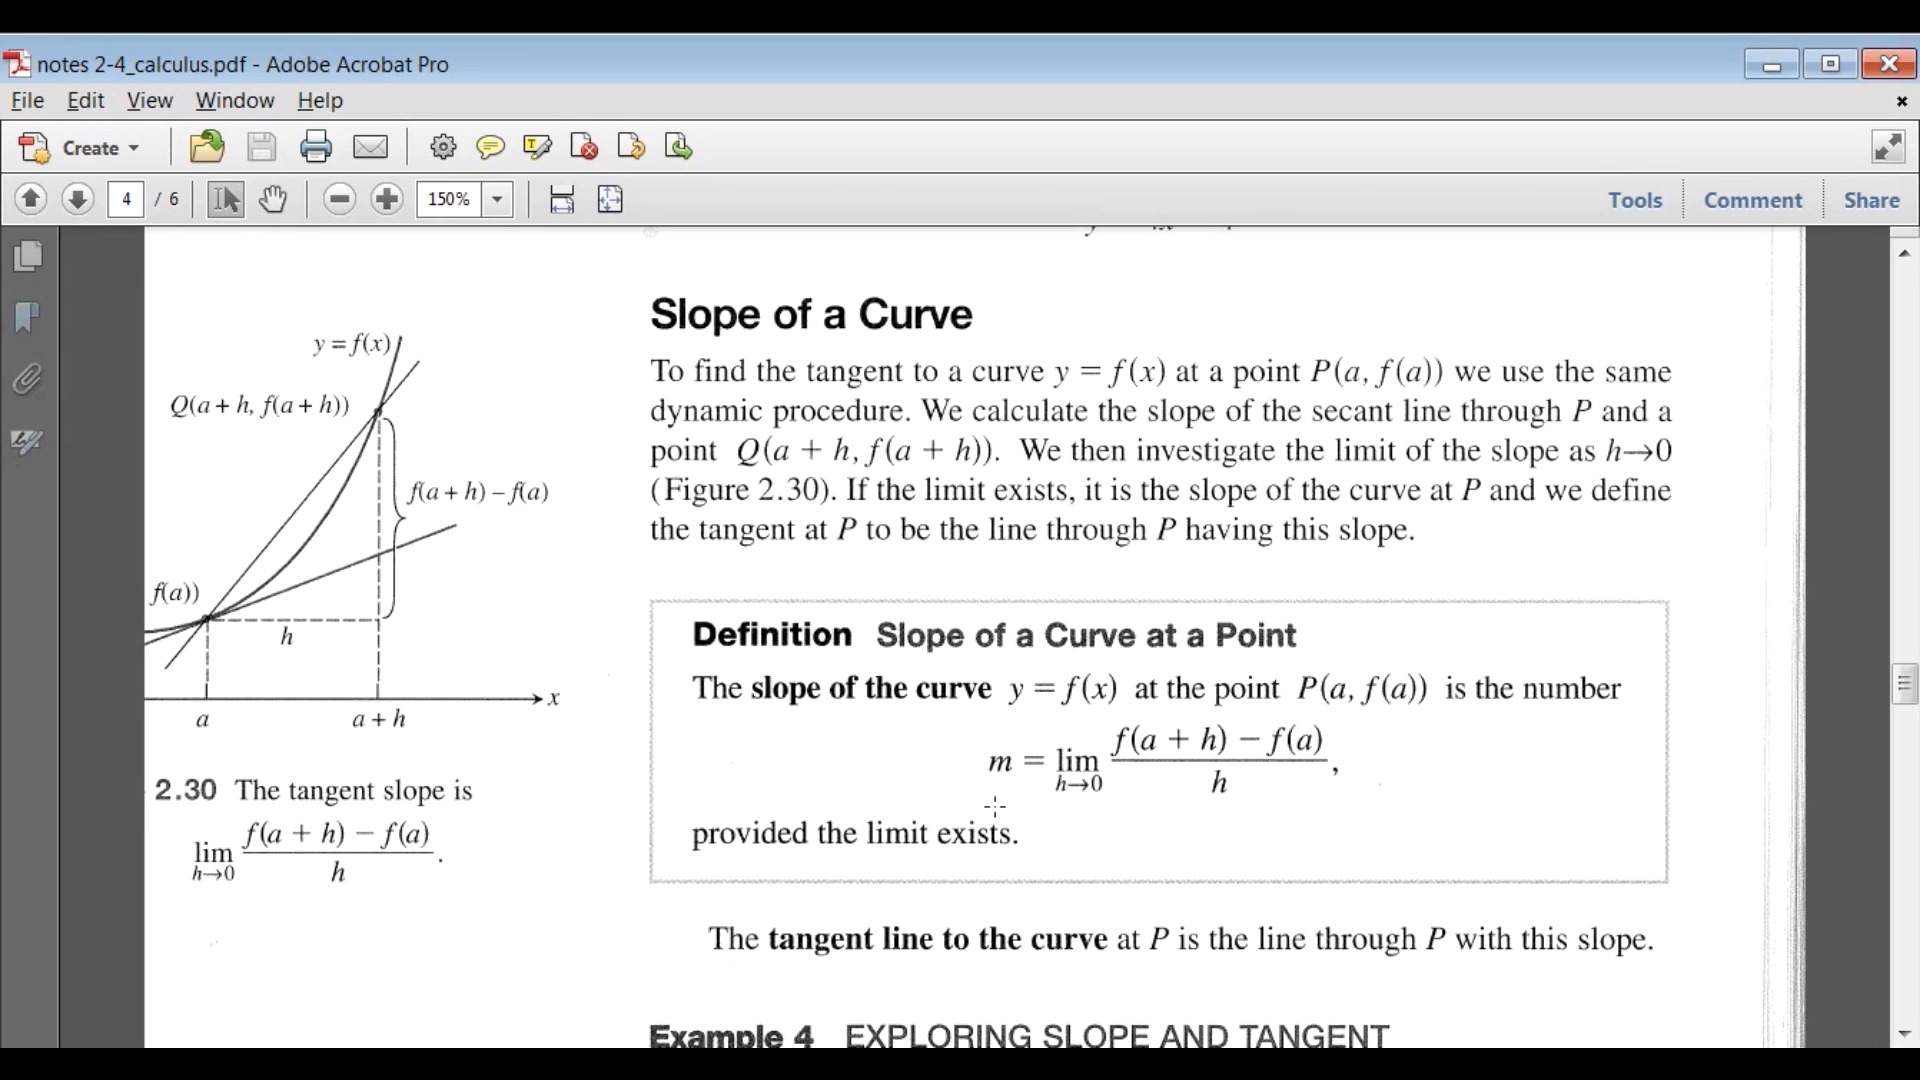 notes 2-4_calculus.pdf - Adobe Acrobat Pro
File Edit View Window Help
Create
4 / 6 150% Tools Comment Share
Slope of a Curve
To find the tangent to a curve y = f(x) at a point P(a, f(a)) we use the same
dynamic procedure. We calculate the slope of the secant line through P and a
point Q(a + h, f(a + h)). We then investigate the limit of the slope as h→0
(Figure 2.30). If the limit exists, it is the slope of the curve at P and we define
the tangent at P to be the line through P having this slope.
y = f(x)
Q(a + h, f(a + h))
f(a + h) – f(a)
f(a))
h
x
a
a + h
2.30 The tangent slope is
lim h→0 f(a + h) − f(a) / h.
Definition Slope of a Curve at a Point
The slope of the curve y = f(x) at the point P(a, f(a)) is the number
m = lim h→0 f(a + h) − f(a) / h,
provided the limit exists.
The tangent line to the curve at P is the line through P with this slope.
Example 4 EXPLORING SLOPE AND TANGENT